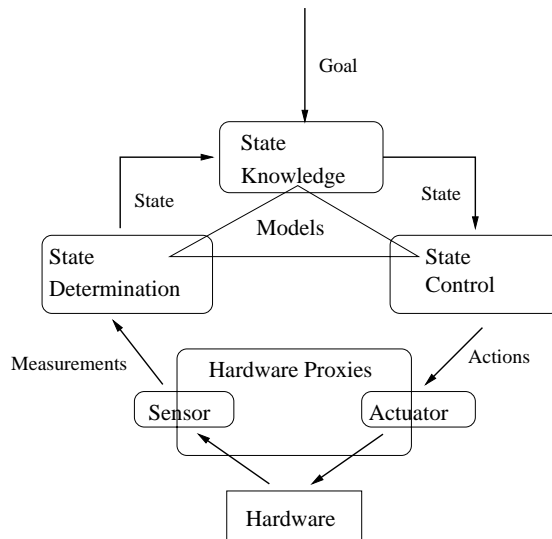 Goal
State
Knowledge
State
State
Models
State
Determination
State
Control
Measurements
Hardware Proxies
Actions
Sensor
Actuator
Hardware